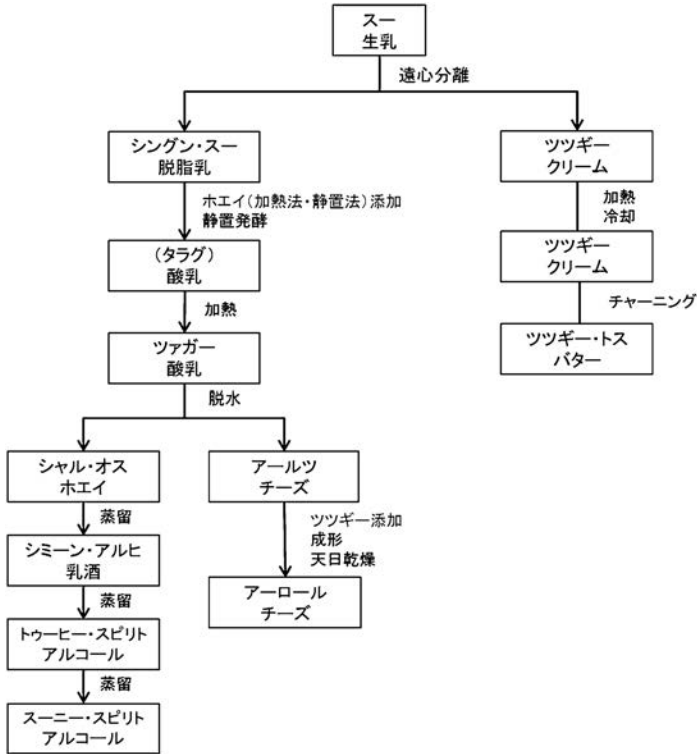 スー
生乳
遠心分離
シングン・スー
脱脂乳
ツツギー
クリーム
ホエイ(加熱法・静置法)添加
静置発酵
加熱
冷却
(タラグ)
酸乳
ツツギー
クリーム
加熱
チャーニング
ツァガー
酸乳
ツツギー・トス
バター
脱水
シャル・オス
ホエイ
アールツ
チーズ
蒸留
ツツギー添加
成形
天日乾燥
シミーン・アルヒ
乳酒
アーロール
チーズ
蒸留
トゥーヒー・スピリト
アルコール
蒸留
スーニー・スピリト
アルコール